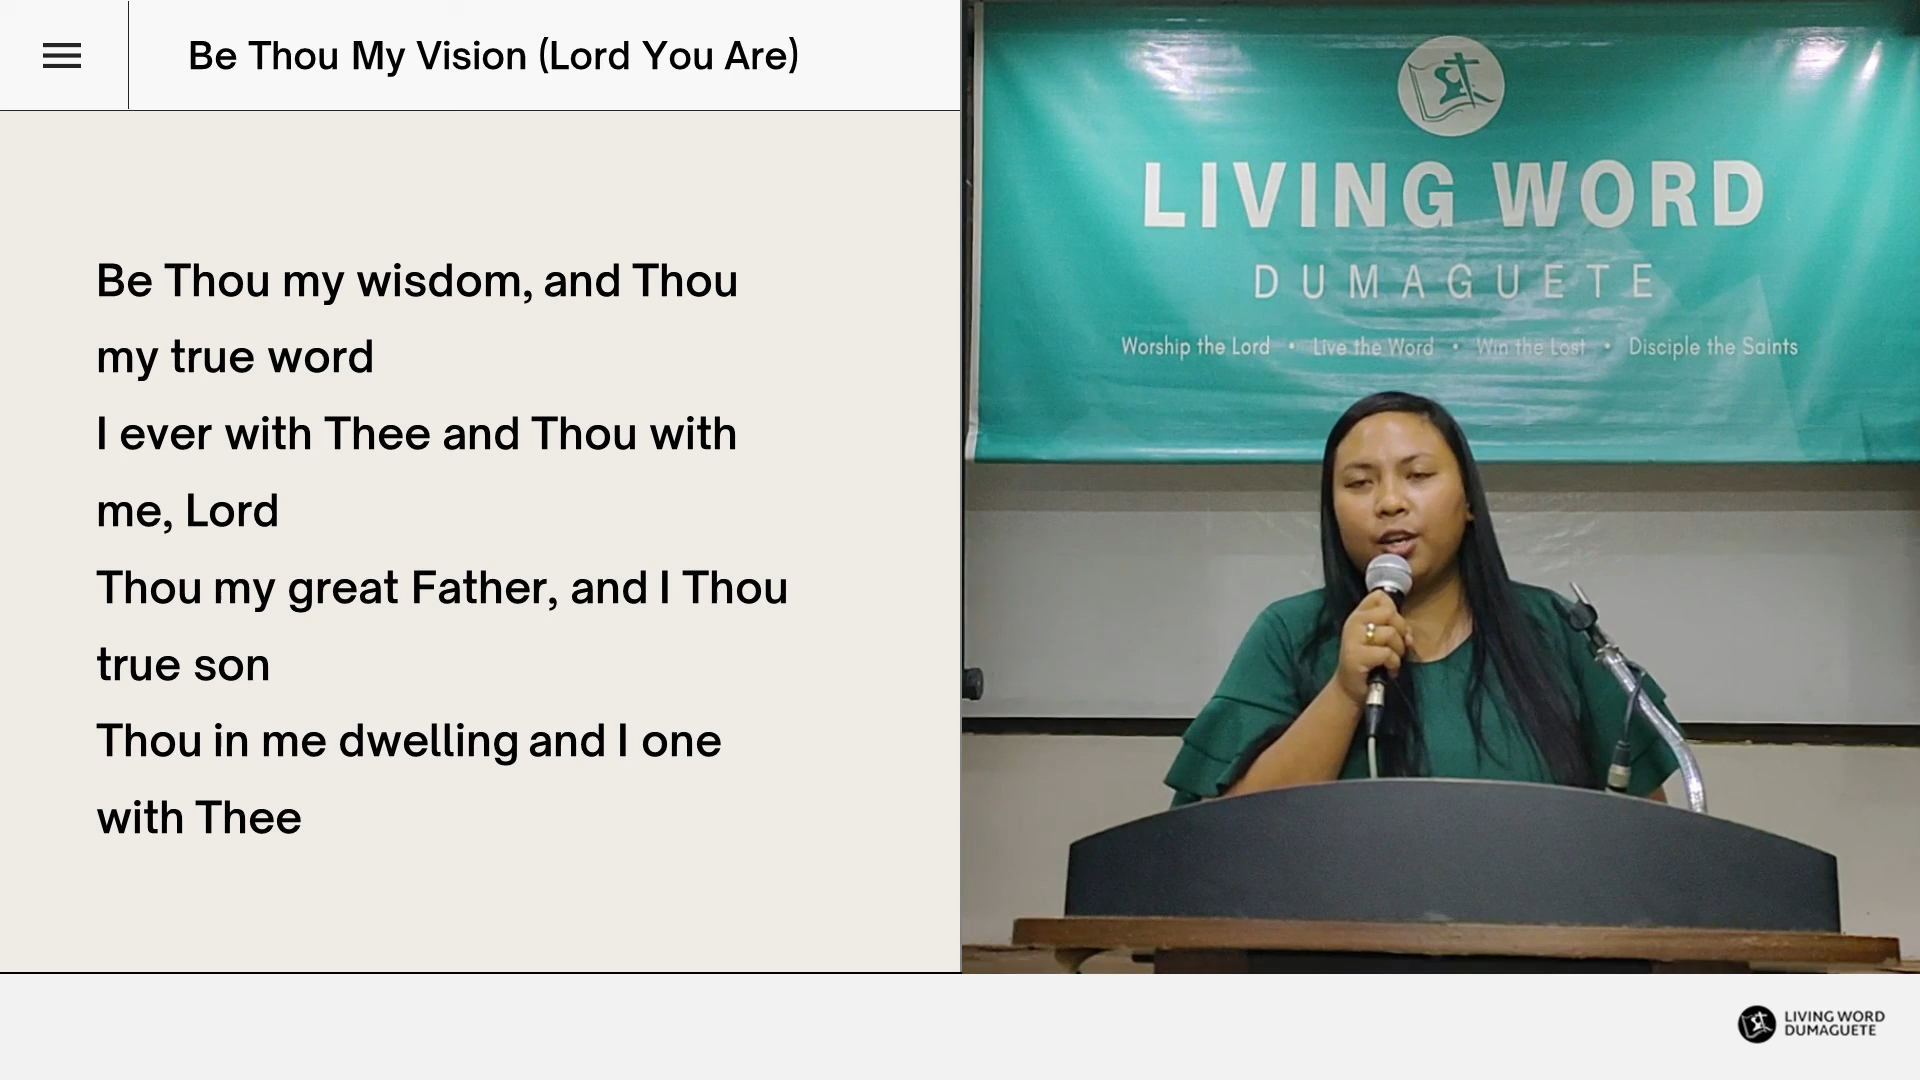 Be Thou My Vision (Lord You Are)
Be Thou my wisdom, and Thou
my true word
I ever with Thee and Thou with
me, Lord
Thou my great Father, and I Thou
true son
Thou in me dwelling and I one
with Thee
LIVING WORD
DUMAGUETE
Worship the Lord • Live the Word • Win the Lost • Disciple the Saints
LIVING WORD
DUMAGUETE